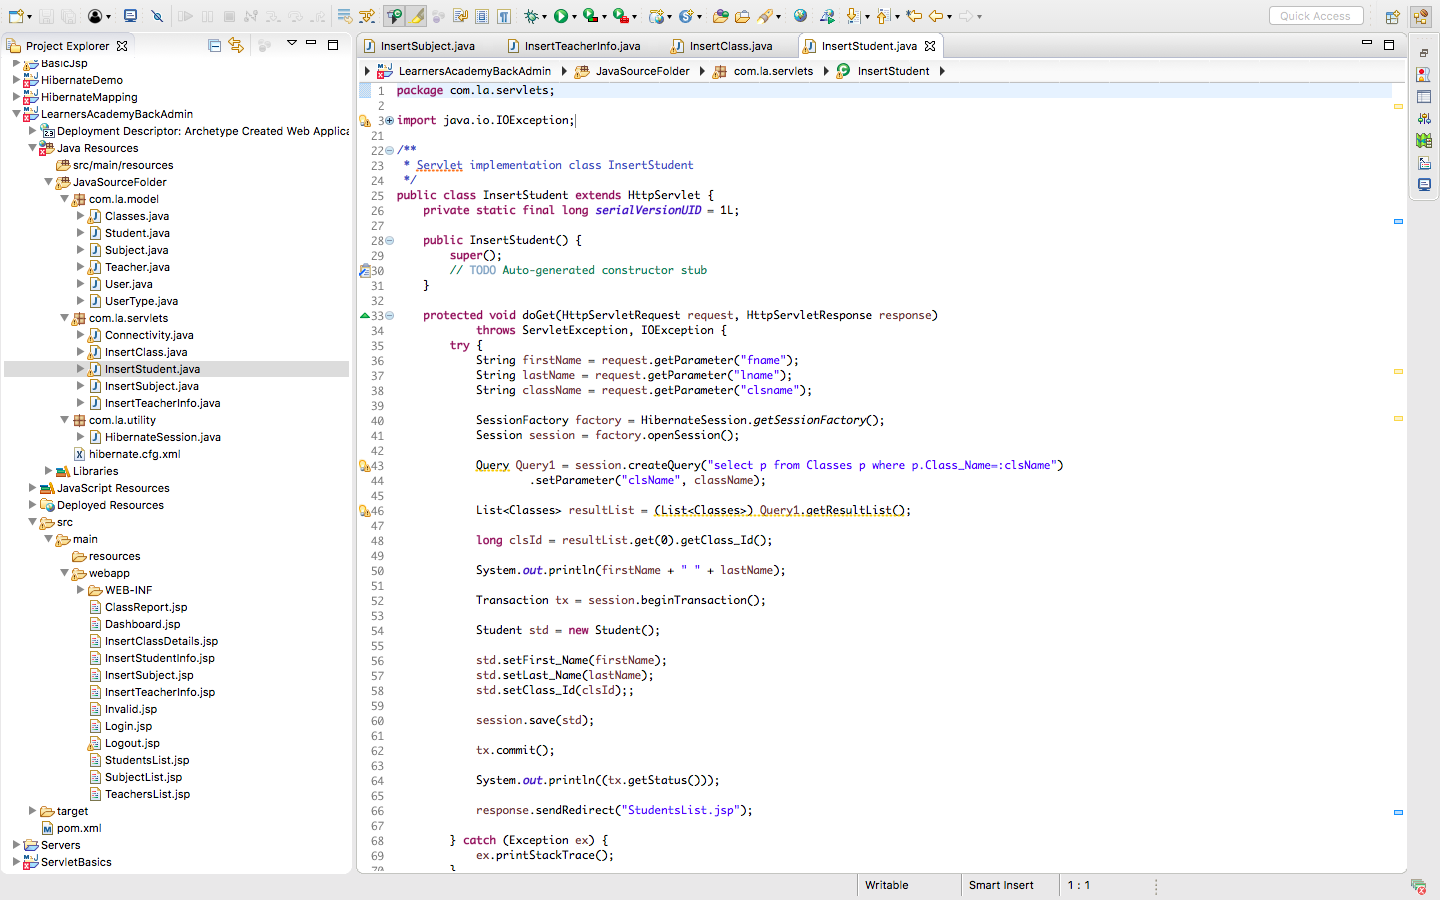 Quick Access
Project Explorer
BasicJsp
HibernateDemo
HibernateMapping
LearnersAcademyBackAdmin
Deployment Descriptor: Archetype Created Web Applica
Java Resources
src/main/resources
JavaSourceFolder
com.la.model
Classes.java
Student.java
Subject.java
Teacher.java
User.java
UserType.java
com.la.servlets
Connectivity.java
InsertClass.java
InsertStudent.java
InsertSubject.java
InsertTeacherInfo.java
com.la.utility
HibernateSession.java
hibernate.cfg.xml
Libraries
JavaScript Resources
Deployed Resources
src
main
resources
webapp
WEB-INF
ClassReport.jsp
Dashboard.jsp
InsertClassDetails.jsp
InsertStudentInfo.jsp
InsertSubject.jsp
InsertTeacherInfo.jsp
Invalid.jsp
Login.jsp
Logout.jsp
StudentsList.jsp
SubjectList.jsp
TeachersList.jsp
target
pom.xml
Servers
ServletBasics
InsertSubject.java InsertTeacherInfo.java InsertClass.java InsertStudent.java
LearnersAcademyBackAdmin JavaSourceFolder com.la.servlets InsertStudent
1 package com.la.servlets;
2
3 import java.io.IOException;
21
22 /**
23 * Servlet implementation class InsertStudent
24 */
25 public class InsertStudent extends HttpServlet {
26 private static final long serialVersionUID = 1L;
27
28 public InsertStudent() {
29 super();
30 // TODO Auto-generated constructor stub
31 }
32
33 protected void doGet(HttpServletRequest request, HttpServletResponse response)
34 throws ServletException, IOException {
35 try {
36 String firstName = request.getParameter("fname");
37 String lastName = request.getParameter("lname");
38 String className = request.getParameter("clsname");
39
40 SessionFactory factory = HibernateSession.getSessionFactory();
41 Session session = factory.openSession();
42
43 Query Query1 = session.createQuery("select p from Classes p where p.Class_Name=:clsName")
44 .setParameter("clsName", className);
45
46 List<Classes> resultList = (List<Classes>) Query1.getResultList();
47
48 long clsId = resultList.get(0).getClass_Id();
49
50 System.out.println(firstName + " " + lastName);
51
52 Transaction tx = session.beginTransaction();
53
54 Student std = new Student();
55
56 std.setFirst_Name(firstName);
57 std.setLast_Name(lastName);
58 std.setClass_Id(clsId);;
59
60 session.save(std);
61
62 tx.commit();
63
64 System.out.println((tx.getStatus()));
65
66 response.sendRedirect("StudentsList.jsp");
67
68 } catch (Exception ex) {
69 ex.printStackTrace();
70 }
Writable Smart Insert 1 : 1